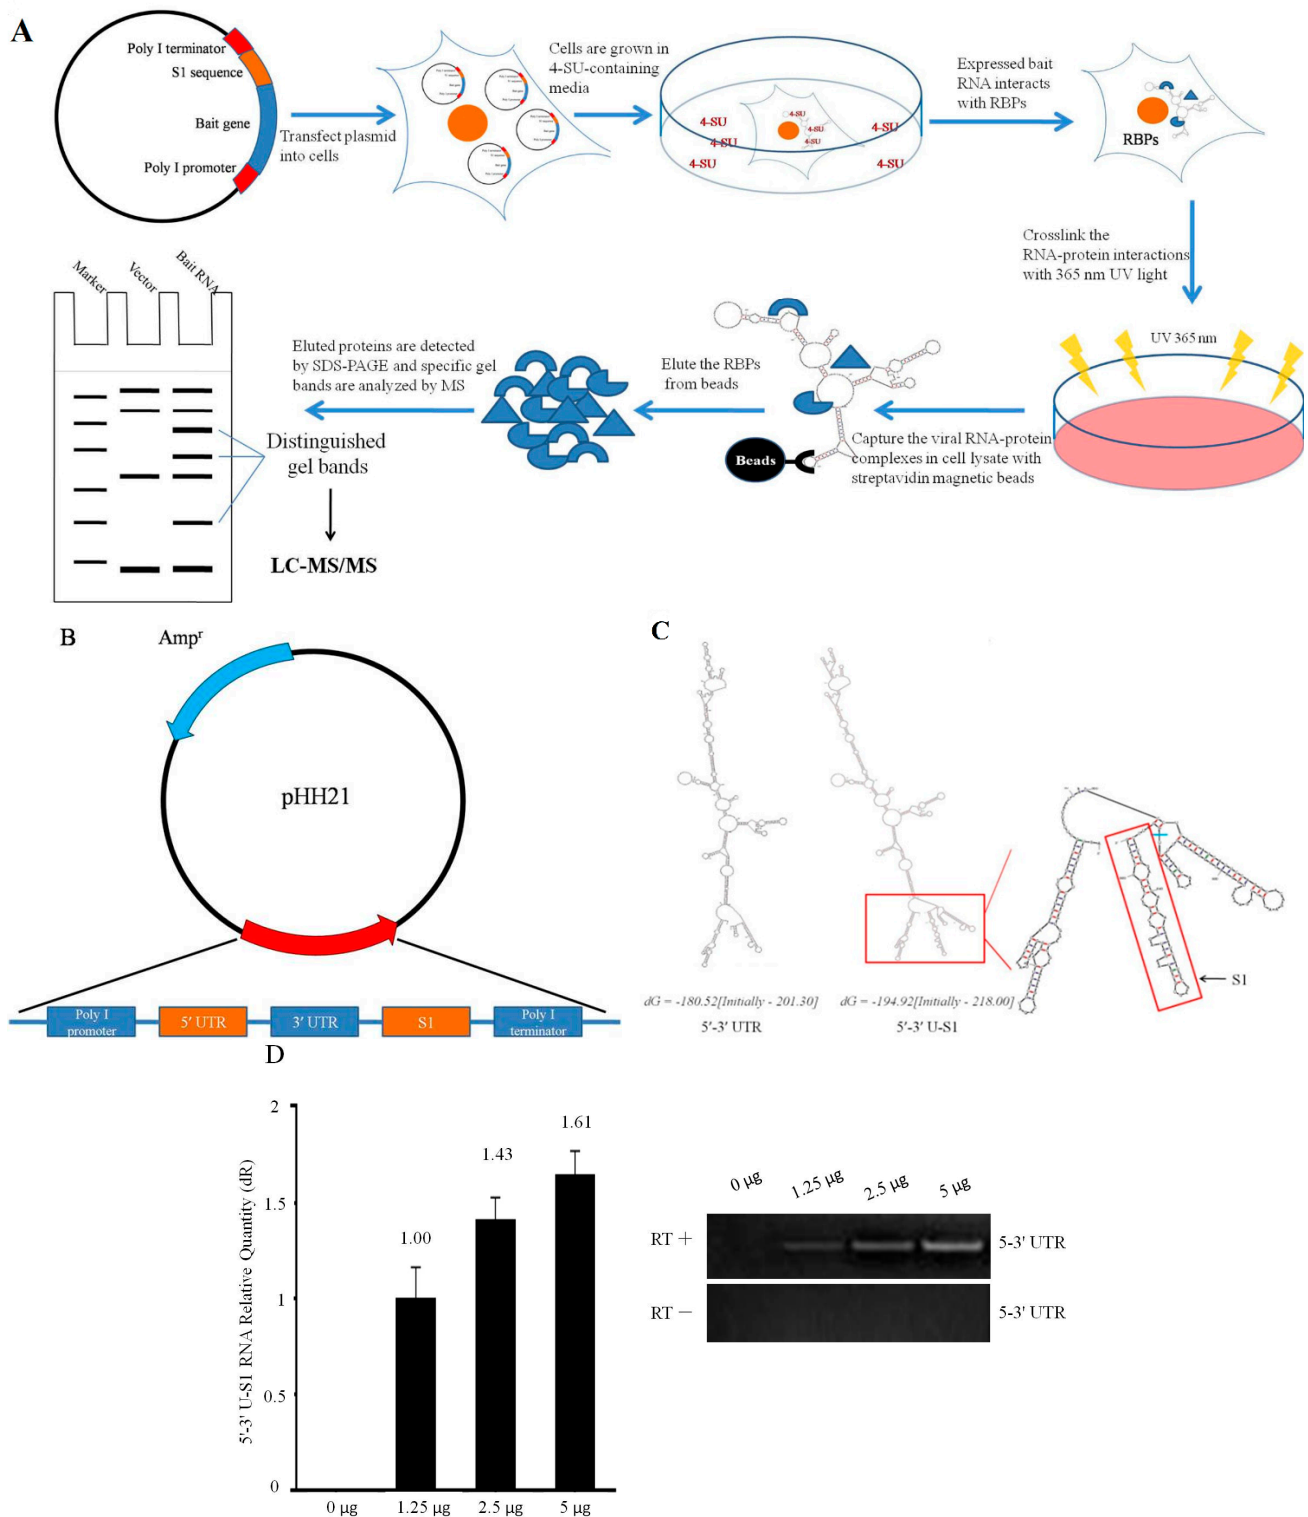 A
Poly I terminator
S1 sequence
Bait gene
Poly I promoter
Transfect plasmid
into cells
Cells are grown in
4-SU-containing
media
4-SU
4-SU
4-SU
4-SU
4-SU
4-SU
4-SU
4-SU
Expressed bait
RNA interacts
with RBPs
RBPs
Crosslink the
RNA-protein interactions
with 365 nm UV light
UV 365 nm
Capture the viral RNA-protein
complexes in cell lysate with
streptavidin magnetic beads
Beads
Elute the RBPs
from beads
Eluted proteins are detected
by SDS-PAGE and specific gel
bands are analyzed by MS
Marker
Vector
Bait RNA
Distinguished
gel bands
LC-MS/MS
B
Ampr
pHH21
Poly I
promoter
5′ UTR
3′ UTR
S1
Poly I
terminator
C
dG = -180.52[Initially - 201.30]
5′-3′ UTR
dG = -194.92[Initially - 218.00]
5′-3′ U-S1
S1
D
5'-3' U-S1 RNA Relative Quantity (dR)
2
1.5
1
0.5
0
1.00
1.43
1.61
0 μg
1.25 μg
2.5 μg
5 μg
0 μg
1.25 μg
2.5 μg
5 μg
RT +
5-3' UTR
RT −
5-3' UTR